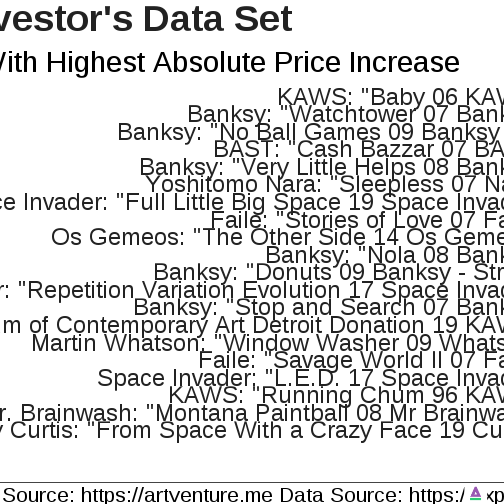 vestor's Data Set
With Highest Absolute Price Increase
KAWS: "Baby 06 KAW
Banksy: "Watchtower 07 Bank
Banksy: "No Ball Games 09 Banksy
BAST: "Cash Bazzar 07 BA
Banksy: "Very Little Helps 08 Bank
Yoshitomo Nara: "Sleepless 07 Na
ce Invader: "Full Little Big Space 19 Space Invad
Faile: "Stories of Love 07 Fa
Os Gemeos: "The Other Side 14 Os Geme
Banksy: "Nola 08 Bank
Banksy: "Donuts 09 Banksy - Str
r: "Repetition Variation Evolution 17 Space Invad
Banksy: "Stop and Search 07 Bank
m of Contemporary Art Detroit Donation 19 KAW
Martin Whatson: "Window Washer 09 Whats
Faile: "Savage World II 07 Fa
Space Invader: "L.E.D. 17 Space Invad
KAWS: "Running Chum 96 KAW
r. Brainwash: "Montana Paintball 08 Mr Brainwa
y Curtis: "From Space With a Crazy Face 19 Cu
Source: https://artventure.me Data Source: https:/ xp